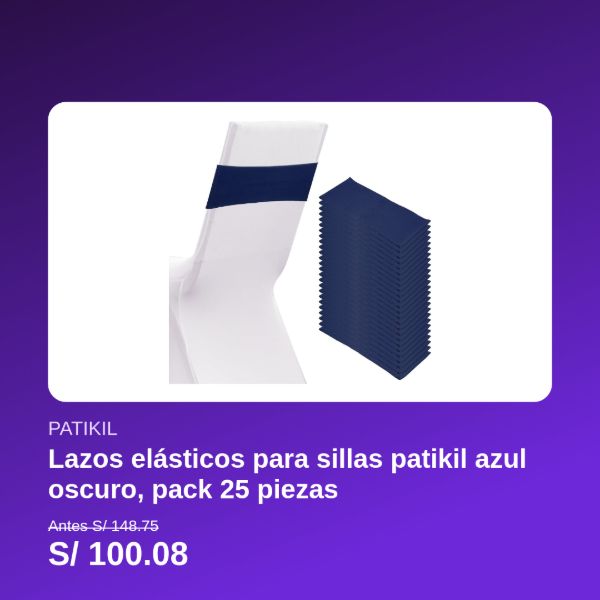 PATIKIL
Lazos elásticos para sillas patikil azul
oscuro, pack 25 piezas
Antes S/ 148.75
S/ 100.08